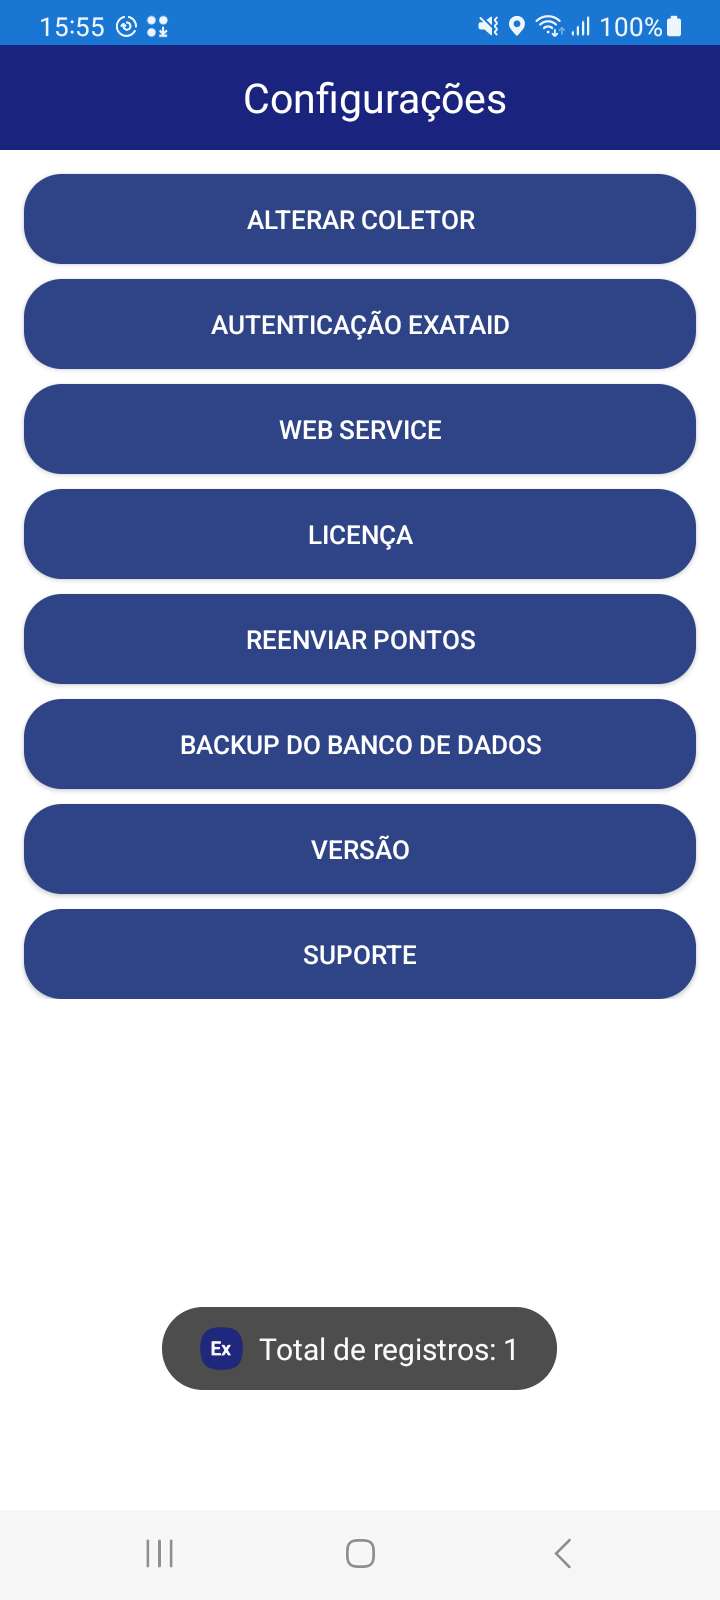 15:55 100%
Configurações
ALTERAR COLETOR
AUTENTICAÇÃO EXATAID
WEB SERVICE
LICENÇA
REENVIAR PONTOS
BACKUP DO BANCO DE DADOS
VERSÃO
SUPORTE
Ex Total de registros: 1